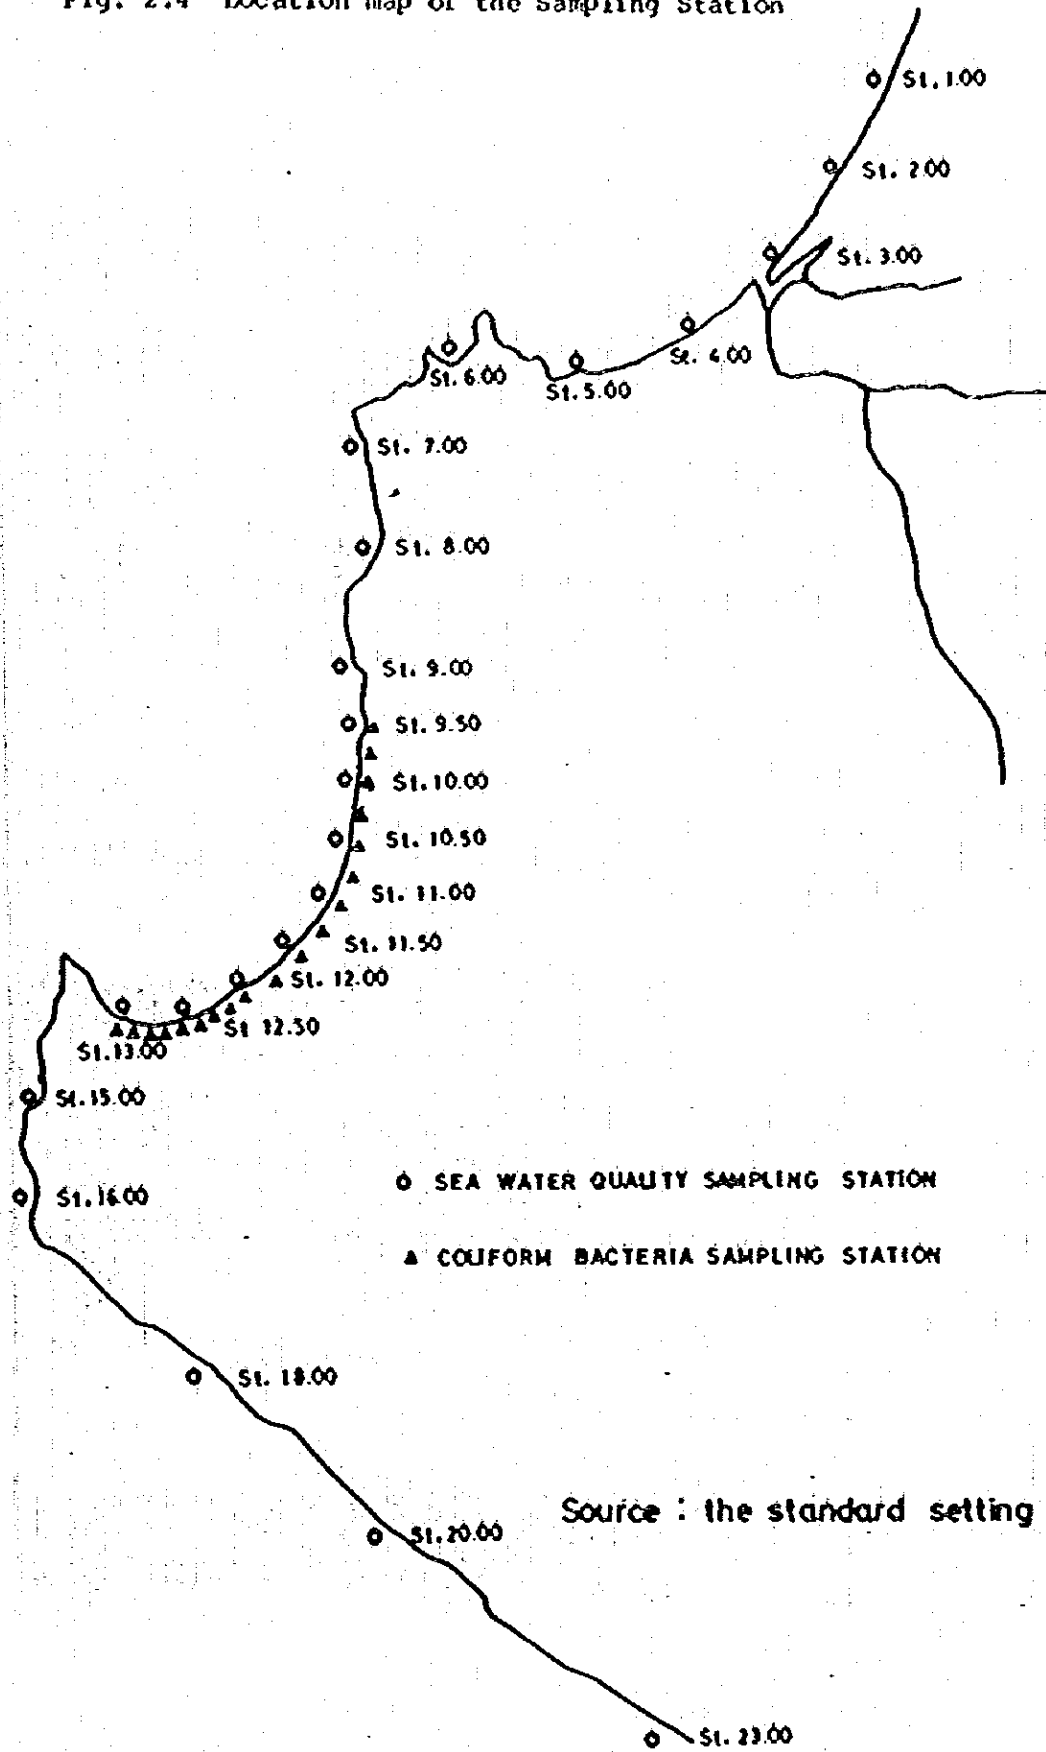 Fig. 2.4 Location map of the Sampling Station
St. 1.00
St. 2.00
St. 3.00
St. 4.00
St. 5.00
St. 6.00
St. 7.00
St. 8.00
St. 9.00
St. 9.50
St. 10.00
St. 10.50
St. 11.00
St. 11.50
St. 12.00
St 12.50
St. 13.00
St. 15.00
St. 16.00
SEA WATER QUALITY SAMPLING STATION
COLIFORM BACTERIA SAMPLING STATION
St. 18.00
Source : the standard setting
St. 20.00
St. 23.00